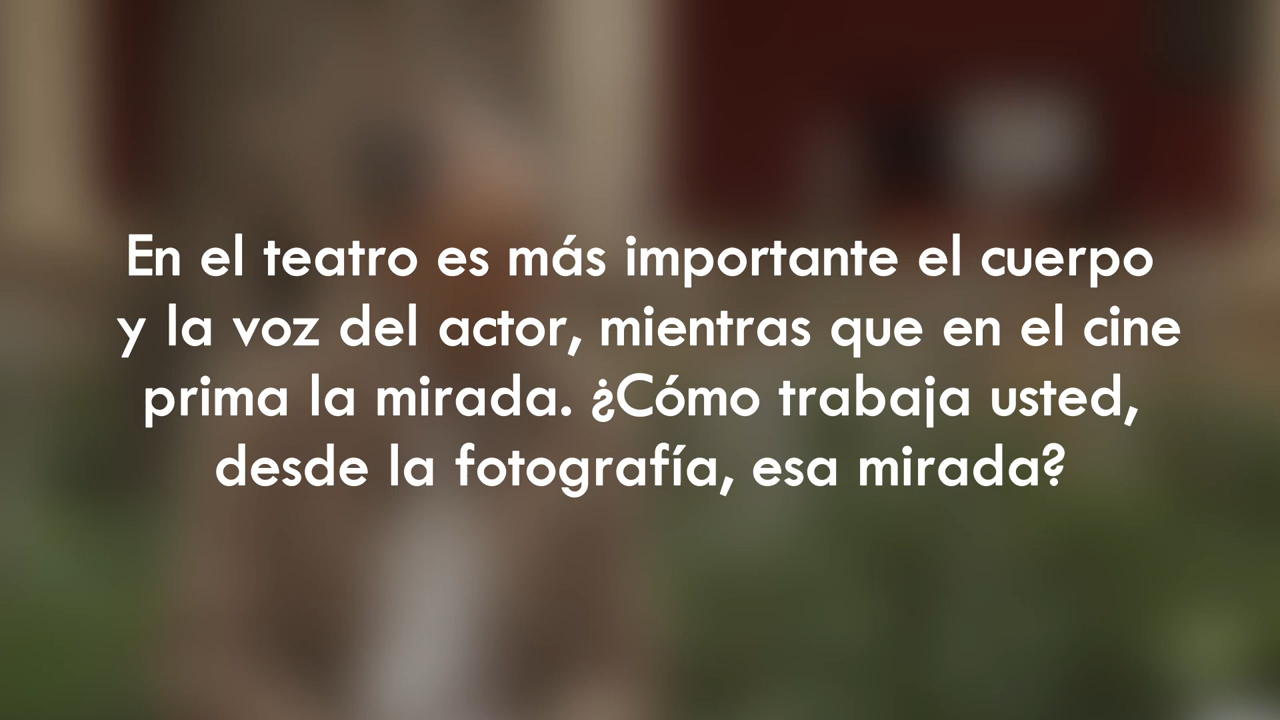 En el teatro es más importante el cuerpo
y la voz del actor, mientras que en el cine
prima la mirada. ¿Cómo trabaja usted,
desde la fotografía, esa mirada?